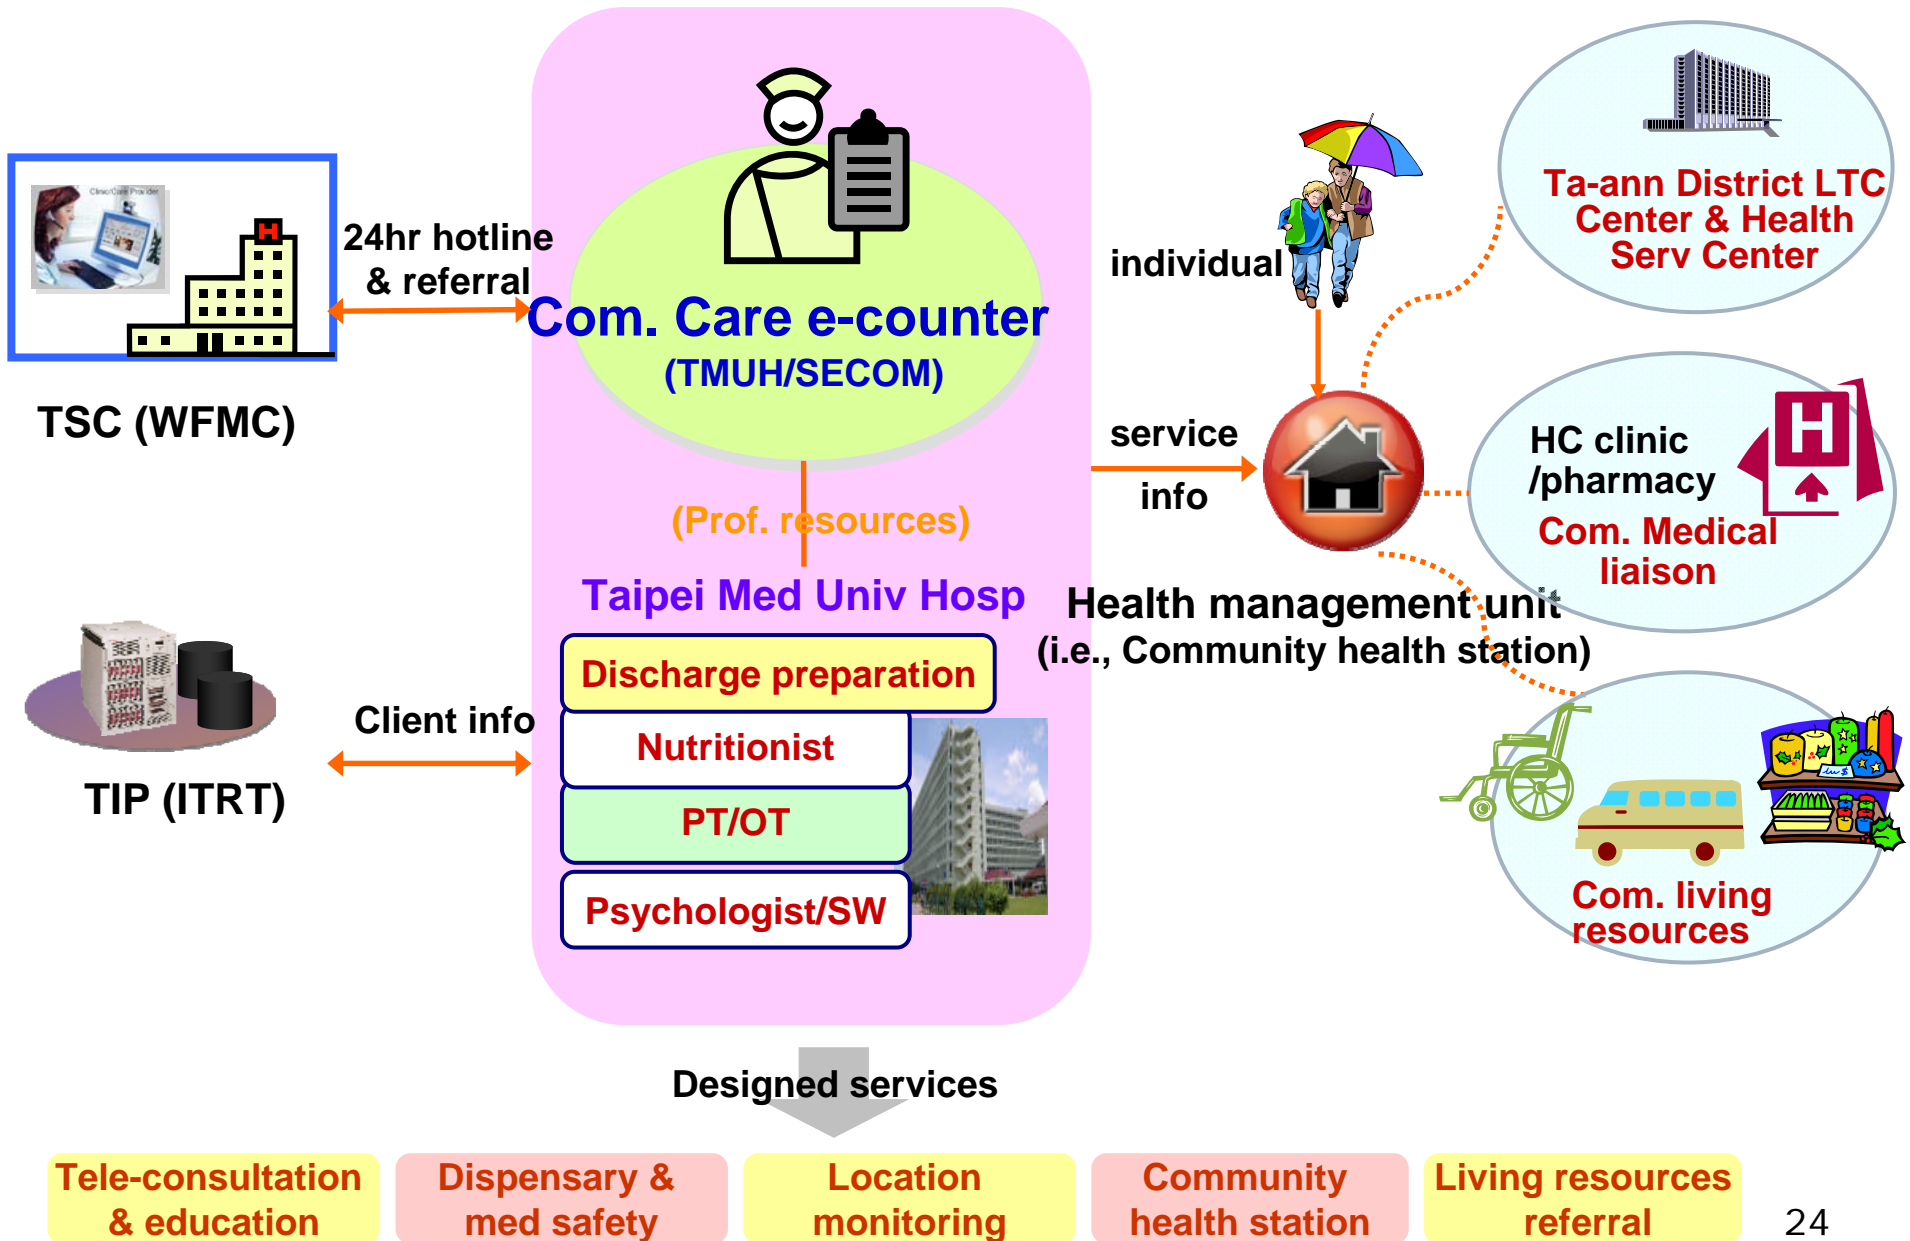 24hr hotline
& referral
TSC (WFMC)
Clinic/Care Provider
H
Com. Care e-counter
(TMUH/SECOM)
(Prof. resources)
Taipei Med Univ Hosp
Discharge preparation
Nutritionist
PT/OT
Psychologist/SW
Client info
TIP (ITRT)
individual
service
info
Health management unit
(i.e., Community health station)
Ta-ann District LTC
Center & Health
Serv Center
HC clinic
/pharmacy
H
Com. Medical
liaison
Com. living
resources
Designed services
Tele-consultation
& education
Dispensary &
med safety
Location
monitoring
Community
health station
Living resources
referral
24